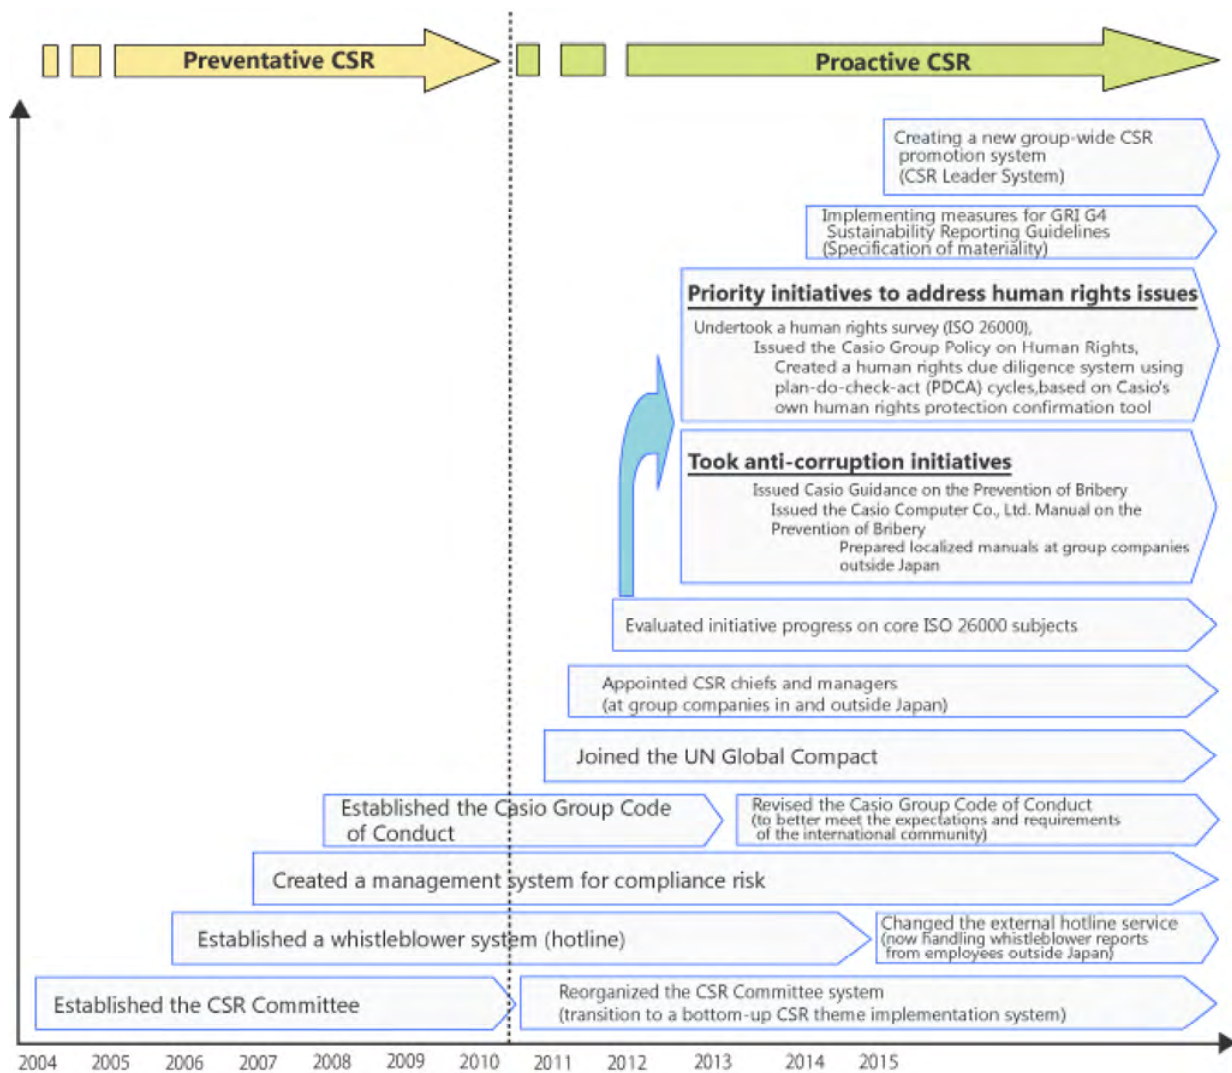 Preventative CSR
Proactive CSR
Creating a new group-wide CSR
promotion system
(CSR Leader System)
Implementing measures for GRI G4
Sustainability Reporting Guidelines
(Specification of materiality)
Priority initiatives to address human rights issues
Undertook a human rights survey (ISO 26000),
Issued the Casio Group Policy on Human Rights,
Created a human rights due diligence system using
plan-do-check-act (PDCA) cycles,based on Casio's
own human rights protection confirmation tool
Took anti-corruption initiatives
Issued Casio Guidance on the Prevention of Bribery
Issued the Casio Computer Co., Ltd. Manual on the
Prevention of Bribery
Prepared localized manuals at group companies
outside Japan
Evaluated initiative progress on core ISO 26000 subjects
Appointed CSR chiefs and managers
(at group companies in and outside Japan)
Joined the UN Global Compact
Established the Casio Group Code
of Conduct
Revised the Casio Group Code of Conduct
(to better meet the expectations and requirements
of the international community)
Created a management system for compliance risk
Established a whistleblower system (hotline)
Changed the external hotline service
(now handling whistleblower reports
from employees outside Japan)
Established the CSR Committee
Reorganized the CSR Committee system
(transition to a bottom-up CSR theme implementation system)
2004 2005 2006 2007 2008 2009 2010 2011 2012 2013 2014 2015